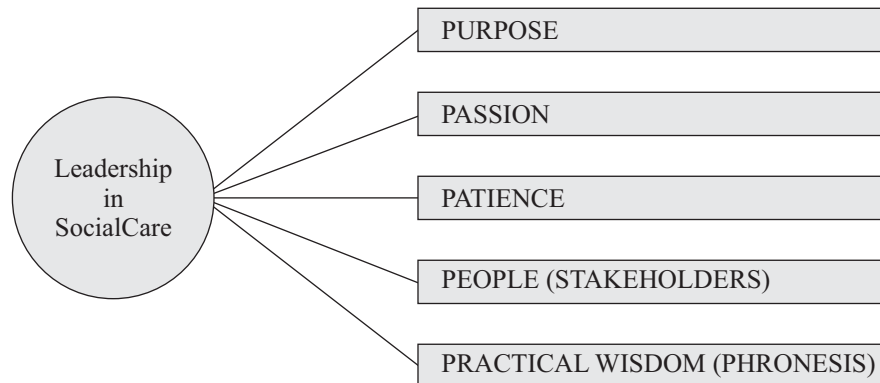 Leadership
in
SocialCare
PURPOSE
PASSION
PATIENCE
PEOPLE (STAKEHOLDERS)
PRACTICAL WISDOM (PHRONESIS)